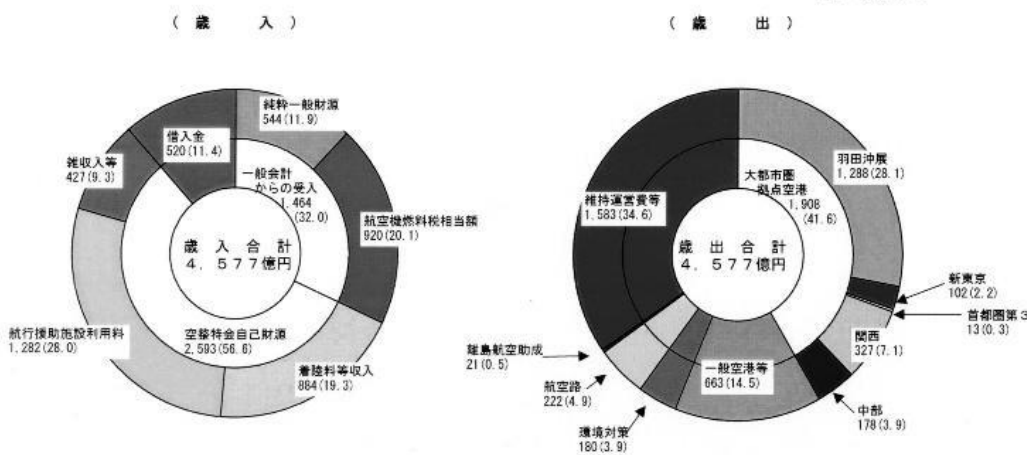 ( 歳 入 )
純粋一般財源
544(11.9)
借入金
520(11.4)
雑収入等
427(9.3)
一般会計
からの受入
1,464
(32.0)
航空機燃料税相当額
920(20.1)
歳入合計
4,577億円
航行援助施設利用料
1,282(28.0)
空整特会自己財源
2,593(56.6)
着陸料等収入
884(19.3)
( 歳 出 )
羽田沖展
1,288(28.1)
大都市圏
拠点空港
1,908
(41.6)
維持運営費等
1,583(34.6)
歳出合計
4,577億円
新東京
102(2.2)
首都圏第3
13(0.3)
関西
327(7.1)
中部
178(3.9)
一般空港等
663(14.5)
環境対策
180(3.9)
航空路
222(4.9)
離島航空助成
21(0.5)